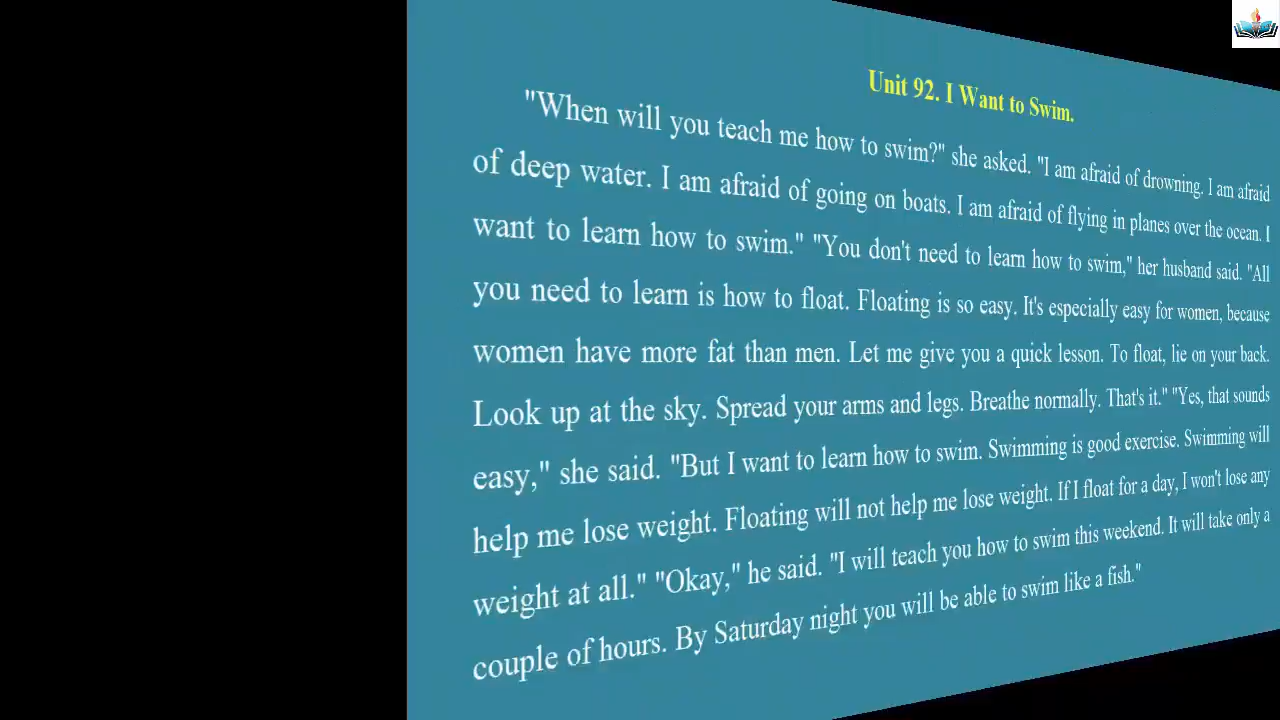 Unit 92. I Want to Swim.
"When will you teach me how to swim?" she asked. "I am afraid of drowning. I am afraid
of deep water. I am afraid of going on boats. I am afraid of flying in planes over the ocean. I
want to learn how to swim." "You don't need to learn how to swim," her husband said. "All
you need to learn is how to float. Floating is so easy. It's especially easy for women, because
women have more fat than men. Let me give you a quick lesson. To float, lie on your back.
Look up at the sky. Spread your arms and legs. Breathe normally. That's it." "Yes, that sounds
easy," she said. "But I want to learn how to swim. Swimming is good exercise. Swimming will
help me lose weight. Floating will not help me lose weight. If I float for a day, I won't lose any
weight at all." "Okay," he said. "I will teach you how to swim this weekend. It will take only a
couple of hours. By Saturday night you will be able to swim like a fish."